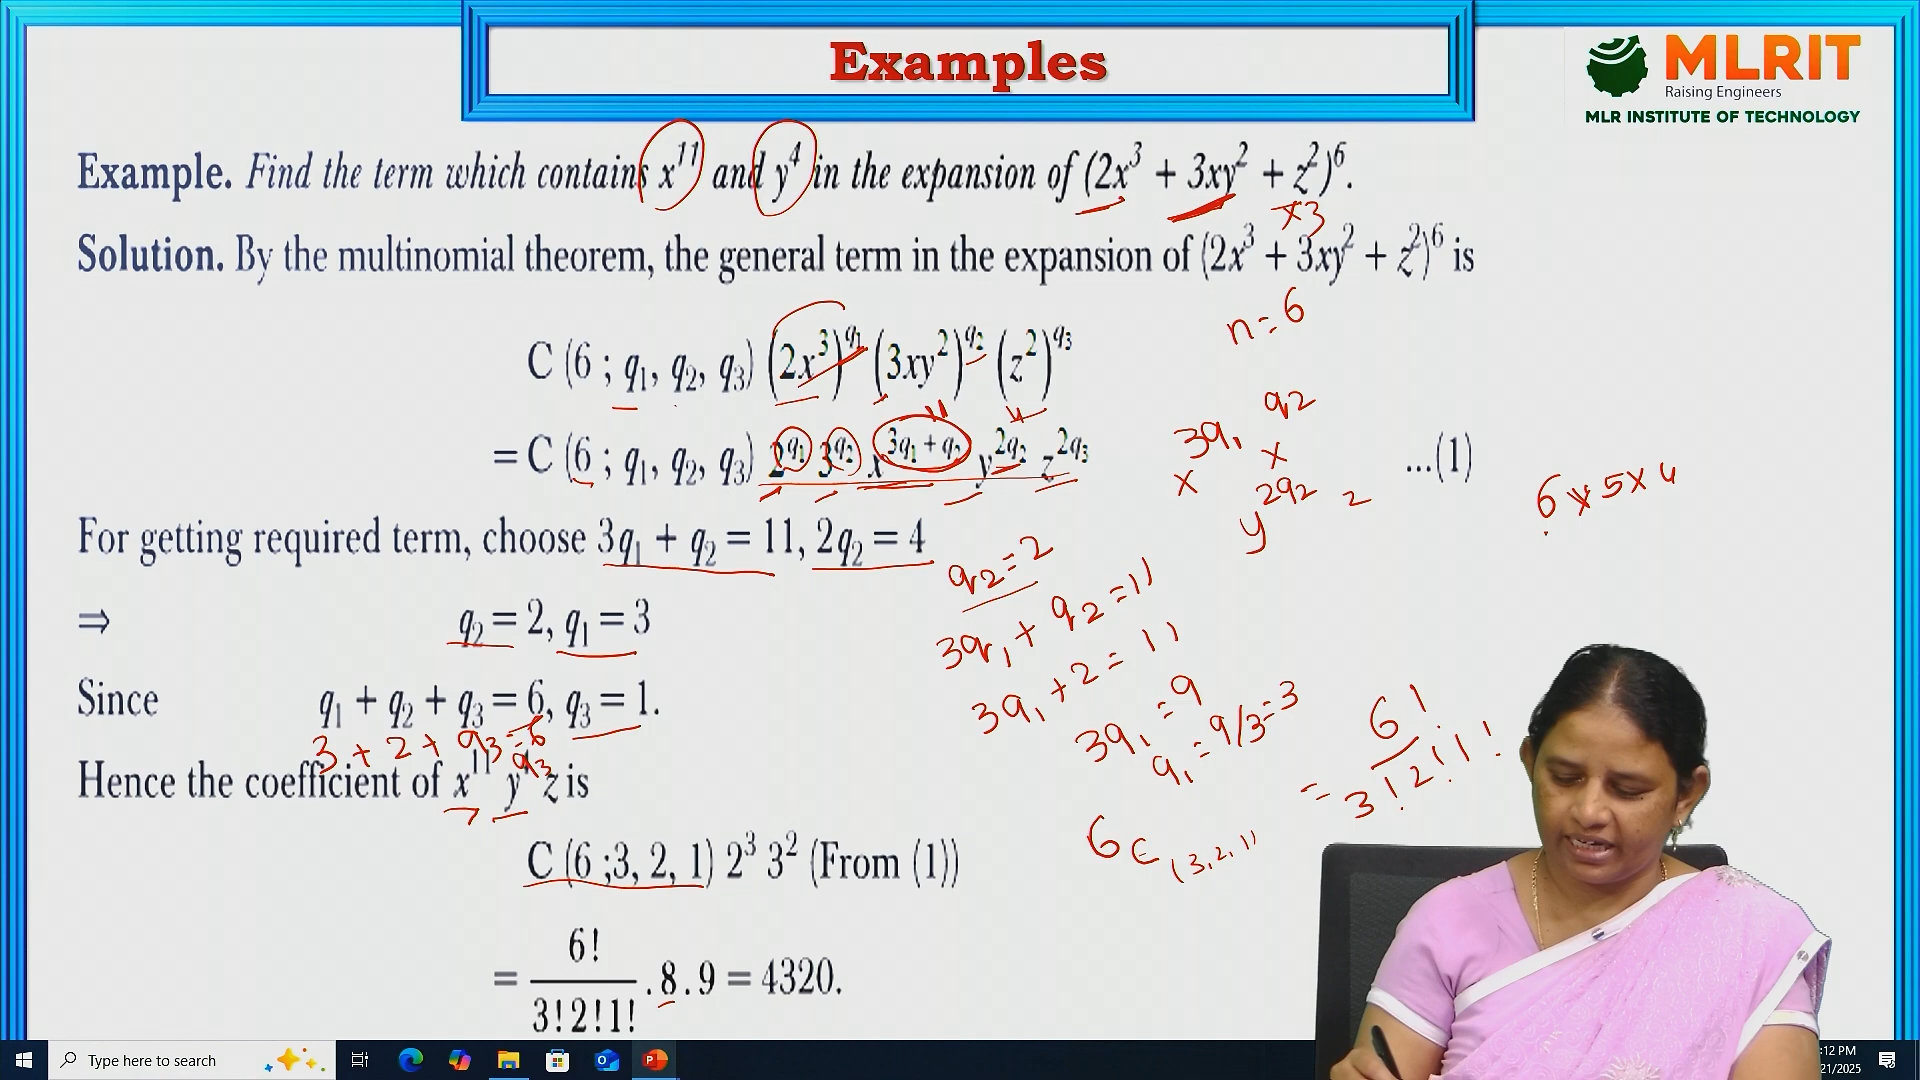 Examples
MLRIT
Raising Engineers
MLR INSTITUTE OF TECHNOLOGY
Example. Find the term which contains x^11 and y^4 in the expansion of (2x^3 + 3xy^2 + z^2)^6.
x3
Solution. By the multinomial theorem, the general term in the expansion of (2x^3 + 3xy^2 + z^2)^6 is
n = 6
C (6 ; q₁, q₂, q₃) (2x^3)^q₁ (3xy^2)^q₂ (z^2)^q₃
11 4
= C (6 ; q₁, q₂, q₃) 2^q₁ 3^q₂ x^(3q₁ + q₂) y^(2q₂) z^(2q₃) ...(1)
3q₁ q2
x x
y^2q2 2
6 x 5 x 4
For getting required term, choose 3q₁ + q₂ = 11, 2q₂ = 4
q2 = 2
3q₁ + q2 = 11
3q₁ + 2 = 11
3q₁ = 9
q₁ = 9/3 = 3
⇒ q₂ = 2, q₁ = 3
Since q₁ + q₂ + q₃ = 6, q₃ = 1.
3 + 2 + q3 = 6
q3
Hence the coefficient of x^11 y^4 z is
6C(3,2,1)
= 6! / 3! 2! 1!
C (6 ;3, 2, 1) 2^3 3^2 (From (1))
= 6! / 3! 2! 1! . 8 . 9 = 4320.
Type here to search
:12 PM
21/2025